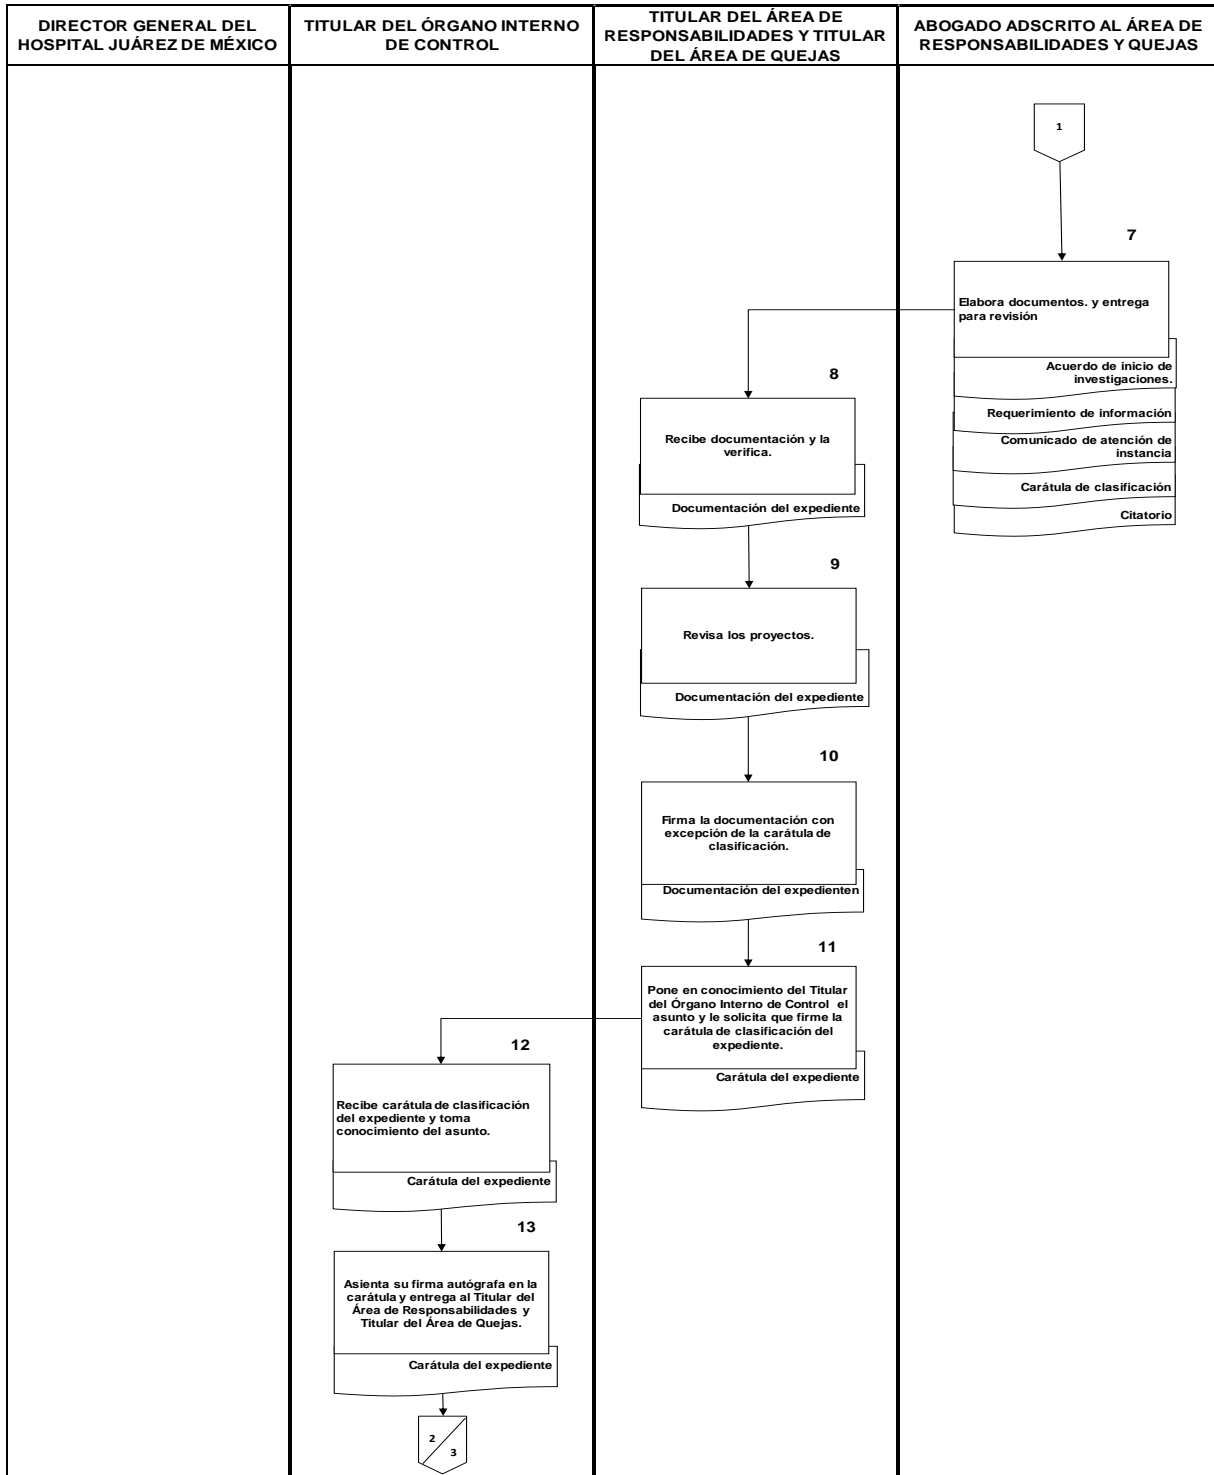 DIRECTOR GENERAL DEL
HOSPITAL JUÁREZ DE MÉXICO
TITULAR DEL ÓRGANO INTERNO
DE CONTROL
TITULAR DEL ÁREA DE
RESPONSABILIDADES Y TITULAR
DEL ÁREA DE QUEJAS
ABOGADO ADSCRITO AL ÁREA DE
RESPONSABILIDADES Y QUEJAS
1
7
Elabora documentos. y entrega
para revisión
Acuerdo de inicio de
investigaciones.
Requerimiento de información
Comunicado de atención de
instancia
Carátula de clasificación
Citatorio
8
Recibe documentación y la
verifica.
Documentación del expediente
9
Revisa los proyectos.
Documentación del expediente
10
Firma la documentación con
excepción de la carátula de
clasificación.
Documentación del expedienten
11
Pone en conocimiento del Titular
del Órgano Interno de Control el
asunto y le solicita que firme la
carátula de clasificación del
expediente.
Carátula del expediente
12
Recibe carátula de clasificación
del expediente y toma
conocimiento del asunto.
Carátula del expediente
13
Asienta su firma autógrafa en la
carátula y entrega al Titular del
Área de Responsabilidades y
Titular del Área de Quejas.
Carátula del expediente
2
3